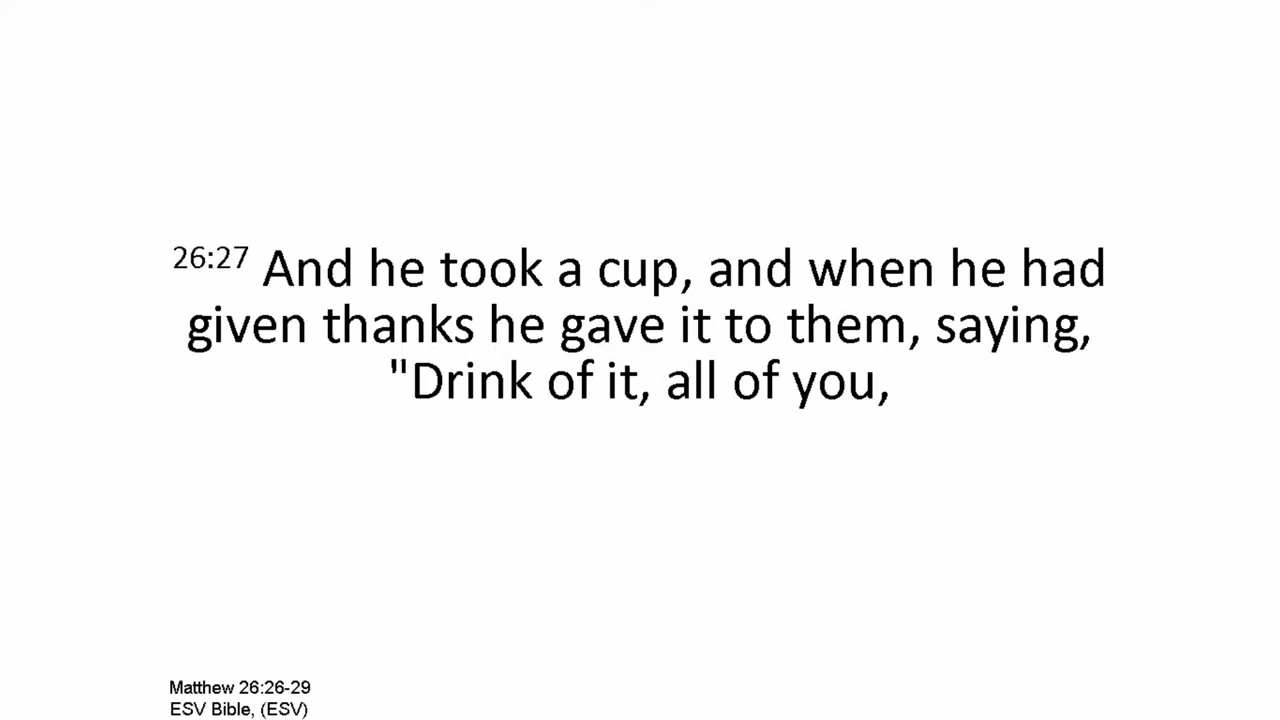 26:27 And he took a cup, and when he had
given thanks he gave it to them, saying,
"Drink of it, all of you,
Matthew 26:26-29
ESV Bible, (ESV)